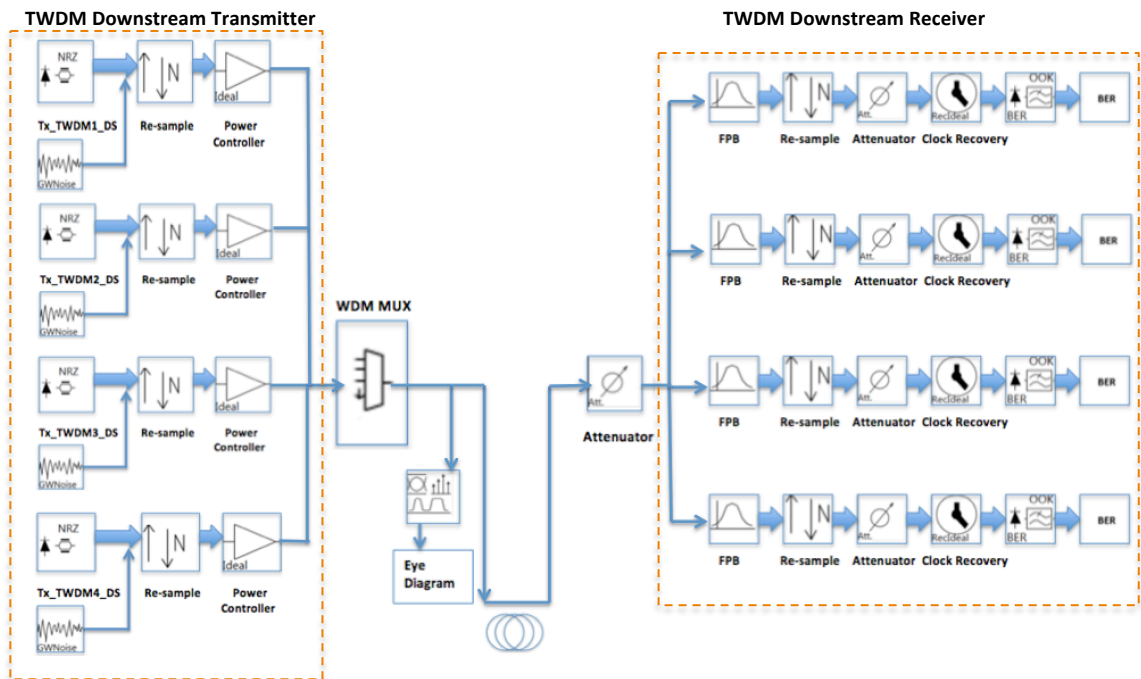 TWDM Downstream Transmitter
TWDM Downstream Receiver
NRZ
N
Ideal
Tx_TWDM1_DS
Re-sample
Power
Controller
GWNoise
NRZ
N
Ideal
Tx_TWDM2_DS
Re-sample
Power
Controller
GWNoise
NRZ
N
Ideal
Tx_TWDM3_DS
Re-sample
Power
Controller
GWNoise
NRZ
N
Ideal
Tx_TWDM4_DS
Re-sample
Power
Controller
GWNoise
WDM MUX
Eye
Diagram
Att.
Attenuator
N
Att.
RecIdeal
OOK
BER
BER
FPB
Re-sample
Attenuator
Clock Recovery
N
Att.
RecIdeal
OOK
BER
BER
FPB
Re-sample
Attenuator
Clock Recovery
N
Att.
RecIdeal
OOK
BER
BER
FPB
Re-sample
Attenuator
Clock Recovery
N
Att.
RecIdeal
OOK
BER
BER
FPB
Re-sample
Attenuator
Clock Recovery